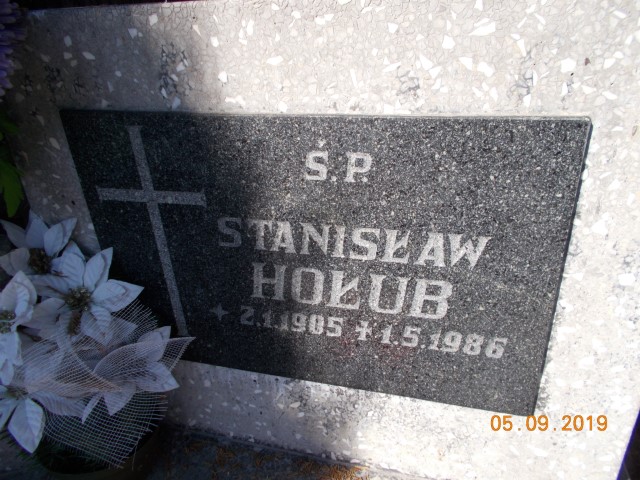 Ś.P.
STANISŁAW
HOŁUB
2.1.1905 1.5.1986
05.09.2019